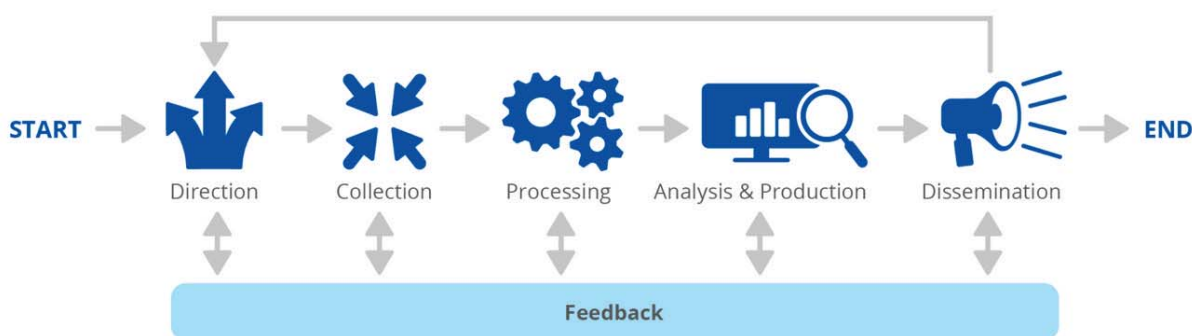 START
END
Direction
Collection
Processing
Analysis & Production
Dissemination
Feedback